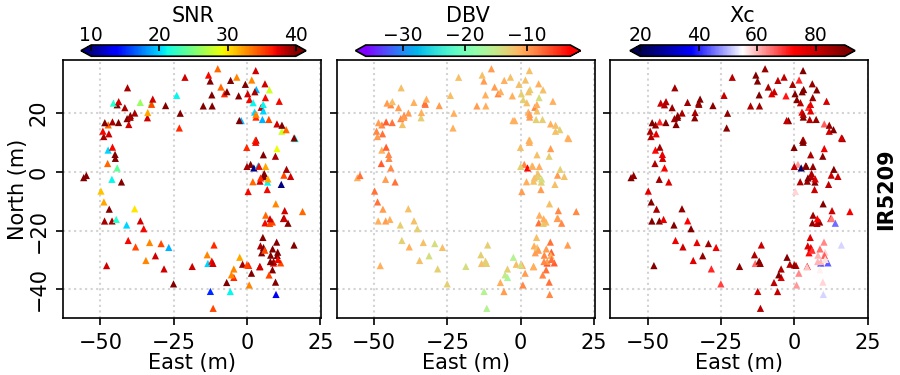 SNR DBV Xc
10 20 30 40 −30 −20 −10 20 40 60 80
North (m)
20
0
−20
−40
IR5209
−50 −25 0 25 −50 −25 0 25 −50 −25 0 25
East (m) East (m) East (m)